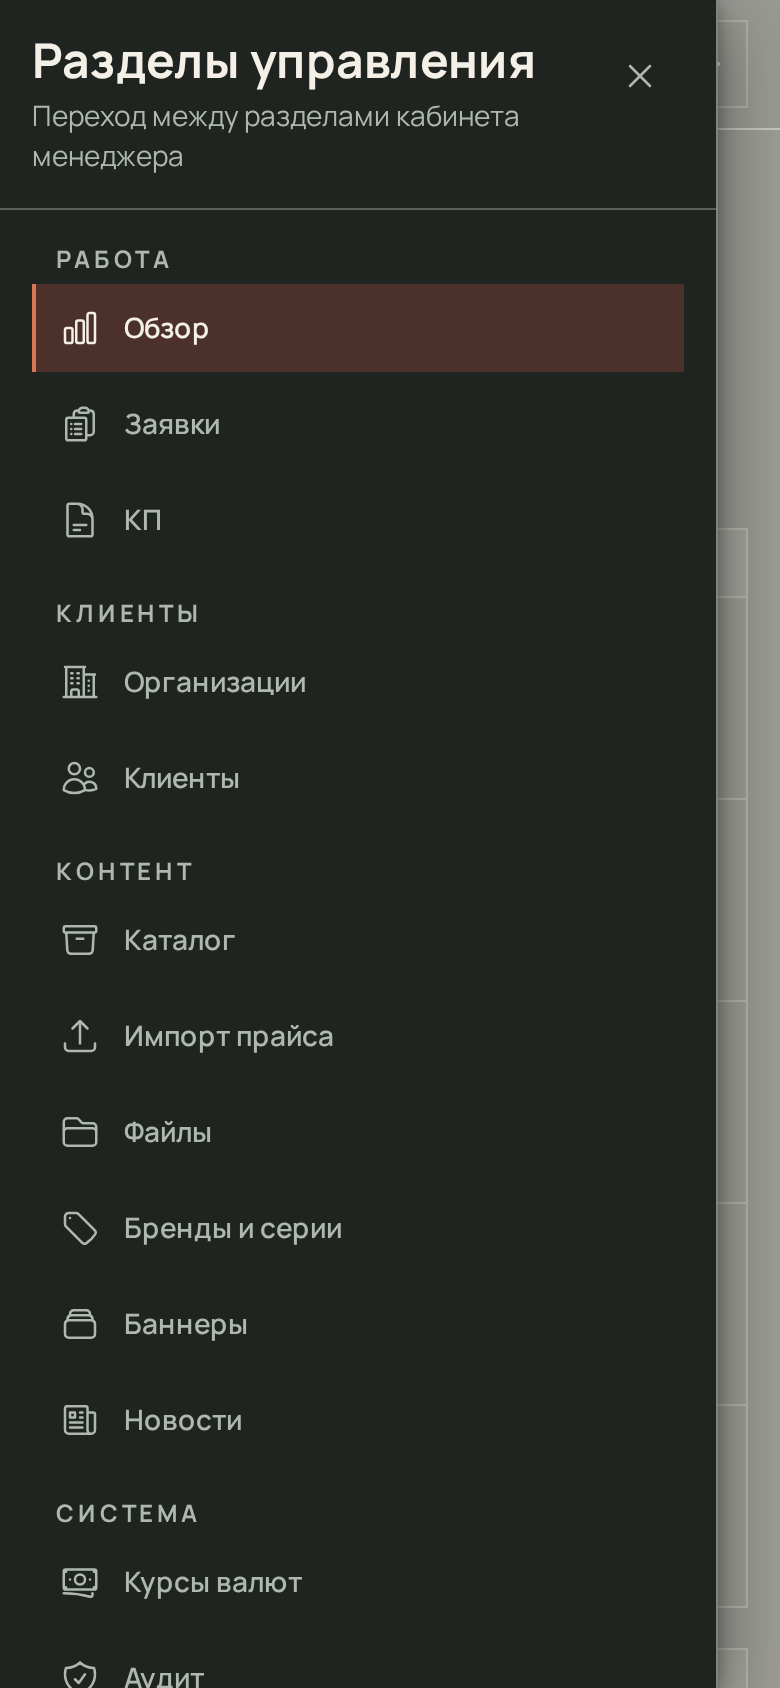 Разделы управления
Переход между разделами кабинета
менеджера
РАБОТА
Обзор
Заявки
КП
КЛИЕНТЫ
Организации
Клиенты
КОНТЕНТ
Каталог
Импорт прайса
Файлы
Бренды и серии
Баннеры
Новости
СИСТЕМА
Курсы валют
Аудит